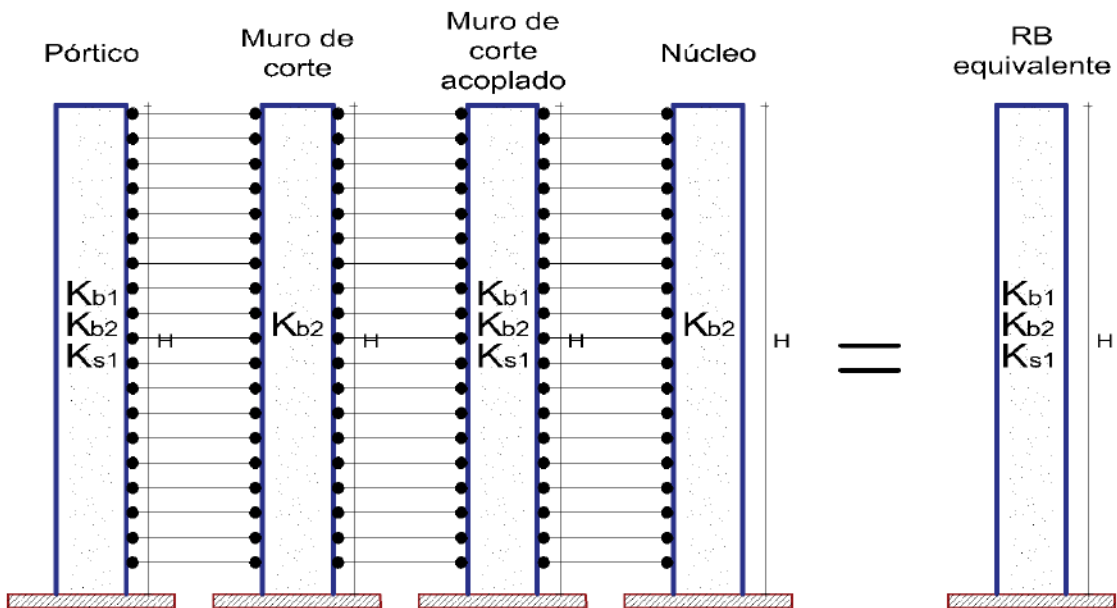 Pórtico
Muro de
corte
Muro de
corte
acoplado
Núcleo
RB
equivalente
Kb1
Kb2
Ks1
H
Kb2
H
Kb1
Kb2
Ks1
H
Kb2
H
=
Kb1
Kb2
Ks1
H